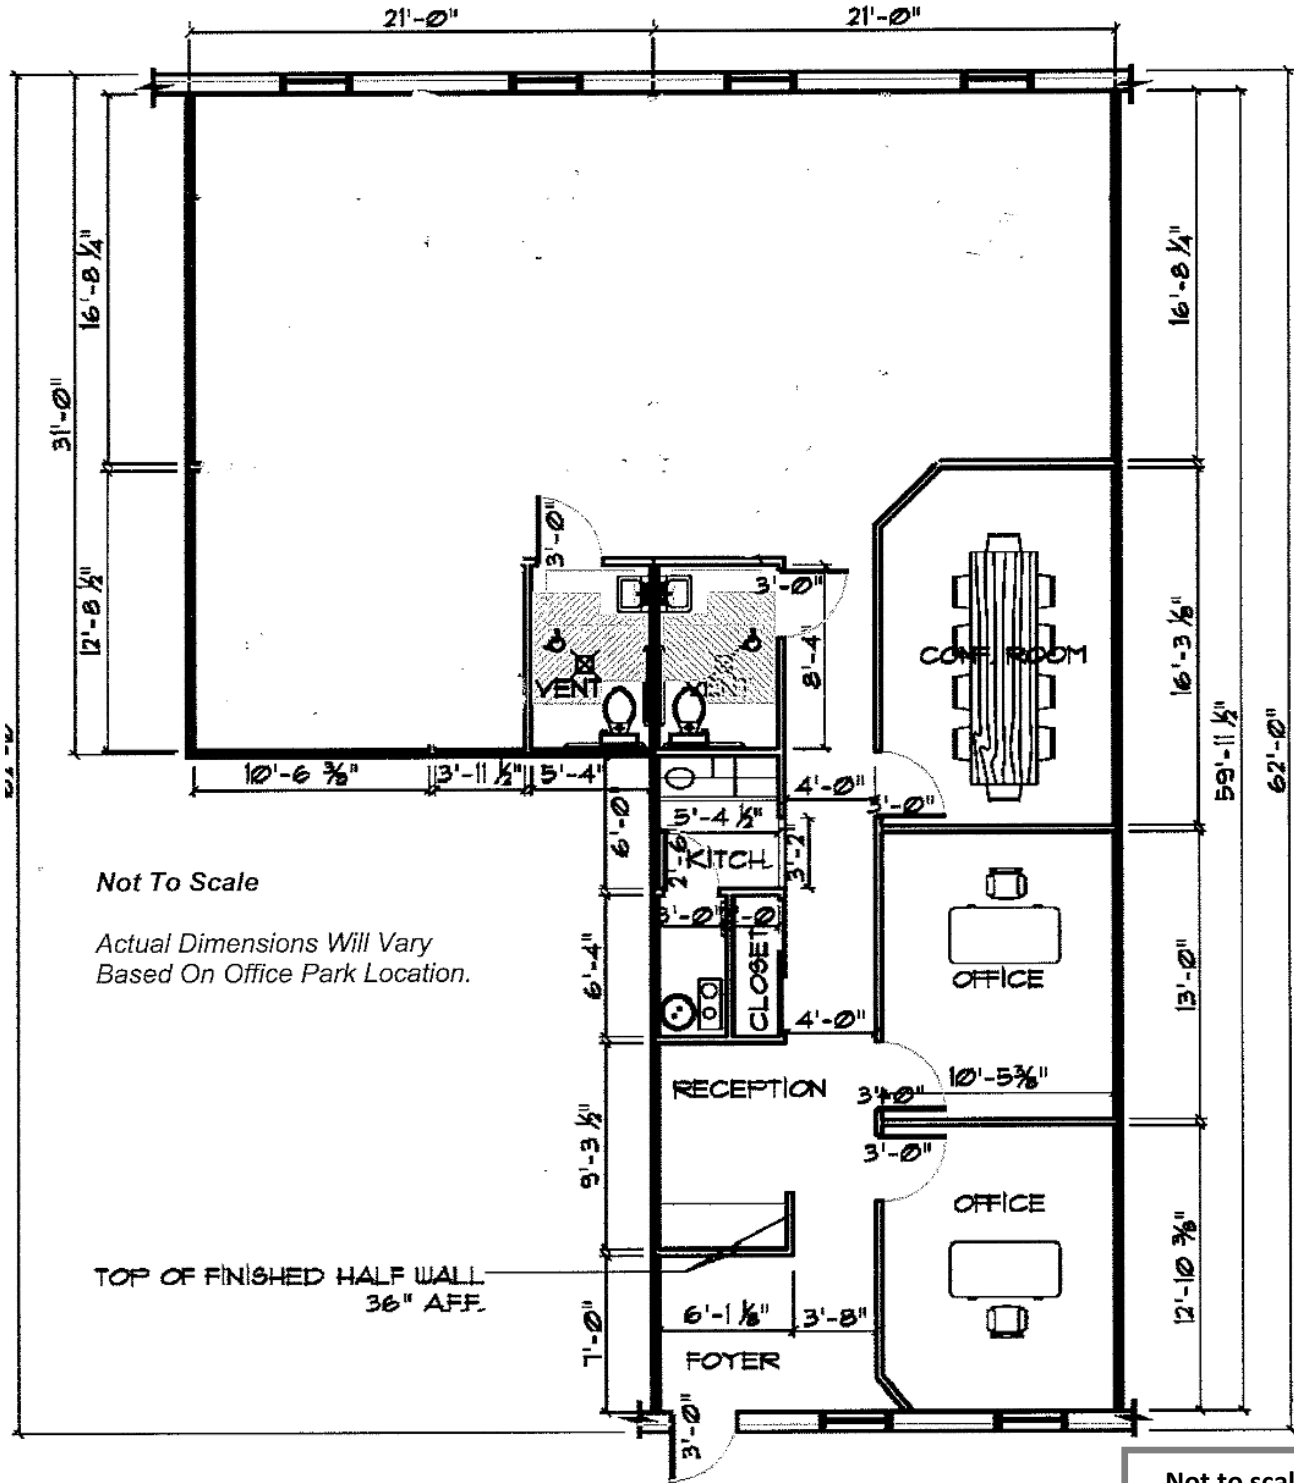 21'-0" 21'-0"
16'-8 1/4"
16'-8 1/4"
31'-0"
12'-8 1/2"
3'-0"
3'-0"
8'-4"
VENT
CONF. ROOM
16'-3 1/8"
59'-11 1/2"
62'-0"
10'-6 3/8" 3'-11 1/2" 5'-4"
4'-0"
3'-0"
6'-0"
5'-4 1/2"
2'-6
KITCH.
3'-2"
Not To Scale
Actual Dimensions Will Vary
Based On Office Park Location.
3'-0"
6'-4"
CLOSET
OFFICE
13'-0"
4'-0"
RECEPTION
10'-5 3/8"
3'-0"
3'-0"
9'-3 1/2"
OFFICE
TOP OF FINISHED HALF WALL
36" A.F.F.
12'-10 3/8"
6'-1 1/8" 3'-8"
7'-0"
FOYER
3'-0"
Not to scal